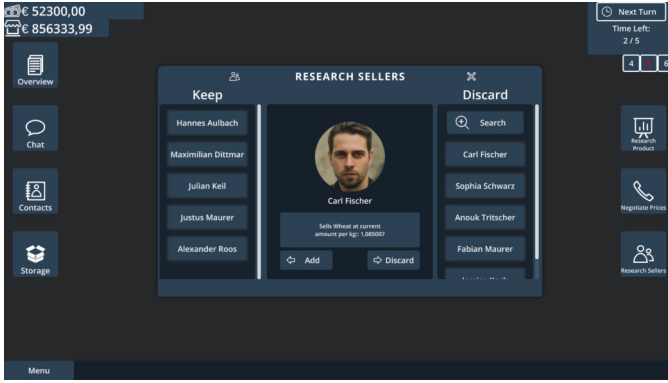 € 52300,00
€ 856333,99
Next Turn
Time Left:
2 / 5
4
6
Overview
Chat
Contacts
Storage
RESEARCH SELLERS
Keep
Discard
Hannes Aulbach
Maximilian Dittmar
Julian Keil
Justus Maurer
Alexander Roos
Carl Fischer
Sells Wheat at current
amount per kg;: 1,085007
Add
Discard
Search
Carl Fischer
Sophia Schwarz
Anouk Tritscher
Fabian Maurer
Research
Product
Negotiate Prices
Research Sellers
Menu